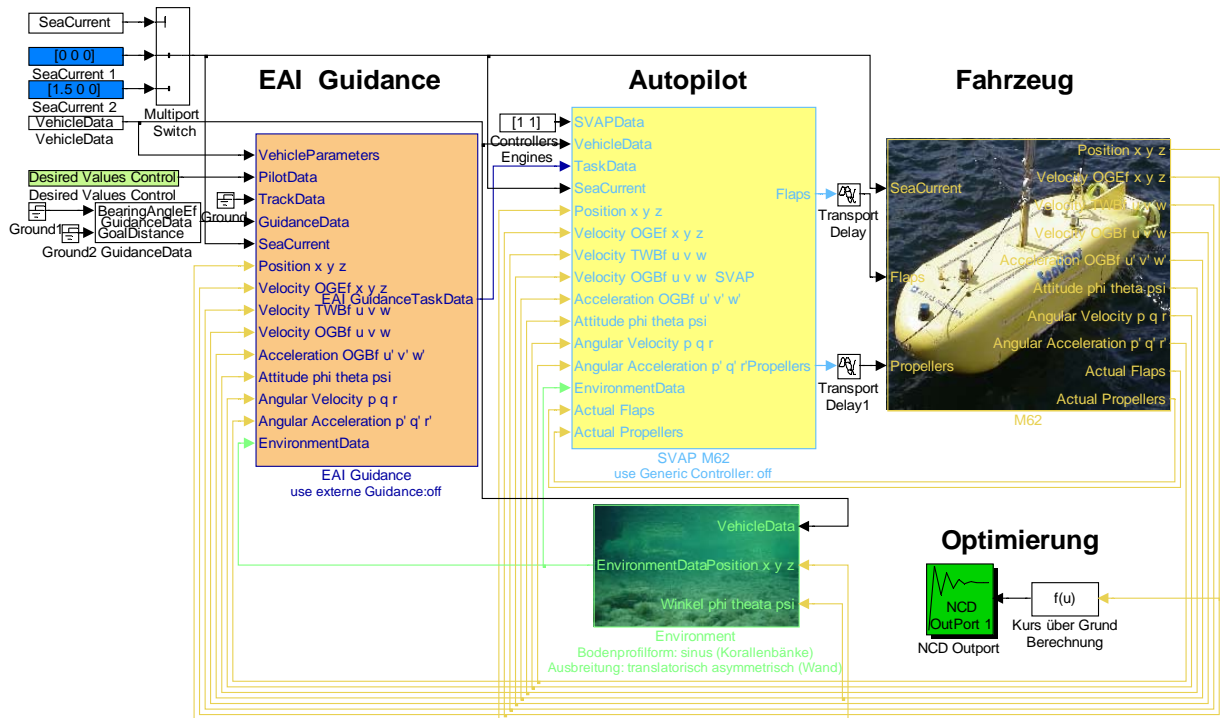 SeaCurrent
[0 0 0]
SeaCurrent 1
[1.5 0 0]
SeaCurrent 2
VehicleData
VehicleData
Multiport
Switch
Desired Values Control
Desired Values Control
Ground1
BearingAngleEf
GuidanceData
GoalDistance
Ground2
GuidanceData
Ground
EAI Guidance
VehicleParameters
PilotData
TrackData
GuidanceData
SeaCurrent
Position x y z
Velocity OGEf x y z
Velocity TWBf u v w
Velocity OGBf u v w
Acceleration OGBf u' v' w'
Attitude phi theta psi
Angular Velocity p q r
Angular Acceleration p' q' r'
EnvironmentData
EAI GuidanceTaskData
EAI Guidance
use externe Guidance:off
Autopilot
[1 1]
Controllers
Engines
SVAPData
VehicleData
TaskData
SeaCurrent
Position x y z
Velocity OGEf x y z
Velocity TWBf u v w
Velocity OGBf u v w SVAP
Acceleration OGBf u' v' w'
Attitude phi theta psi
Angular Velocity p q r
Angular Acceleration p' q' r'Propellers
EnvironmentData
Actual Flaps
Actual Propellers
Flaps
SVAP M62
use Generic Controller: off
Transport
Delay
Transport
Delay1
Fahrzeug
SeaCurrent
Flaps
Propellers
Position x y z
Velocity OGEf x y z
Velocity TWBf u v w
Velocity OGBf u' v'w
Acceleration OGBf u' v' w'
Attitude phi theta psi
Angular Velocity p q r
Angular Acceleration p' q' r'
Actual Flaps
Actual Propellers
M62
VehicleData
EnvironmentDataPosition x y z
Winkel phi theata psi
Environment
Bodenprofilform: sinus (Korallenbänke)
Ausbreitung: translatorisch asymmetrisch (Wand)
Optimierung
NCD
OutPort 1
NCD Outport
f(u)
Kurs über Grund
Berechnung